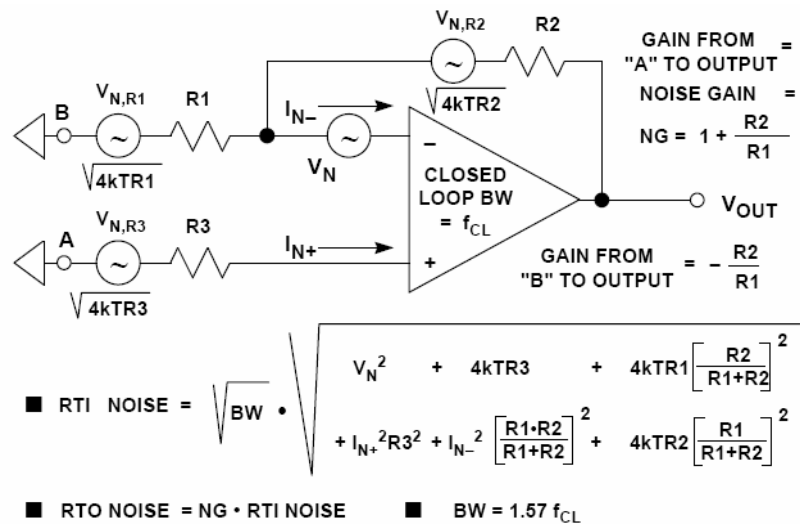 V_N,R2
R2
~
√4kTR2
GAIN FROM
"A" TO OUTPUT =
NOISE GAIN =
NG = 1 + R2/R1
B
V_N,R1
R1
~
√4kTR1
I_N–
~
V_N
–
CLOSED
LOOP BW
= f_CL
+
V_OUT
A
V_N,R3
R3
~
√4kTR3
I_N+
GAIN FROM
"B" TO OUTPUT = – R2/R1
■ RTI NOISE = √BW • √
V_N² + 4kTR3 + 4kTR1 [R2/R1+R2]²
+ I_N+²R3² + I_N–² [R1•R2/R1+R2]² + 4kTR2 [R1/R1+R2]²
■ RTO NOISE = NG • RTI NOISE ■ BW = 1.57 f_CL